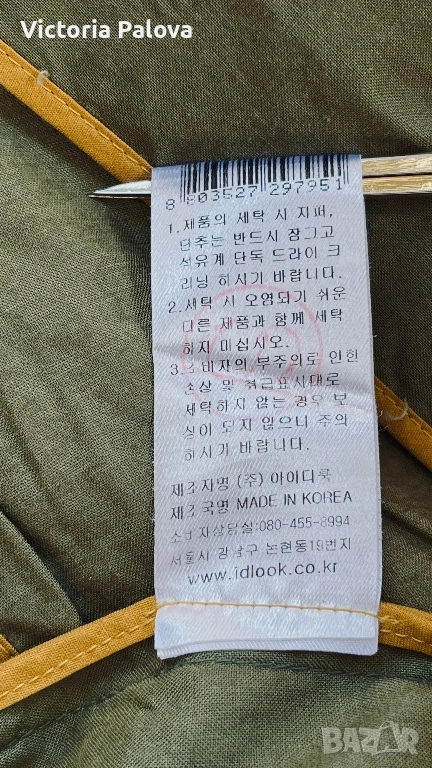 Victoria Palova
8 803527 297951
1. 제품의 세탁 시 지퍼,
단추는 반드시 잠그고
석유계 단독 드라이 크
리닝 하시기 바랍니다.
2. 세탁 시 오염되기 쉬운
다른 제품과 함께 세탁
하지 마십시오.
3. 소비자의 부주의로 인한
손상 및 취급표시대로
세탁하지 않는 경우 보
상이 되지 않으니 주의
하시기 바랍니다.
제조자명 (주) 아이디룩
제조국명 MADE IN KOREA
소비자상담실:080-455-8994
서울시 강남구 논현동19번지
www.idlook.co.kr
BAZAR